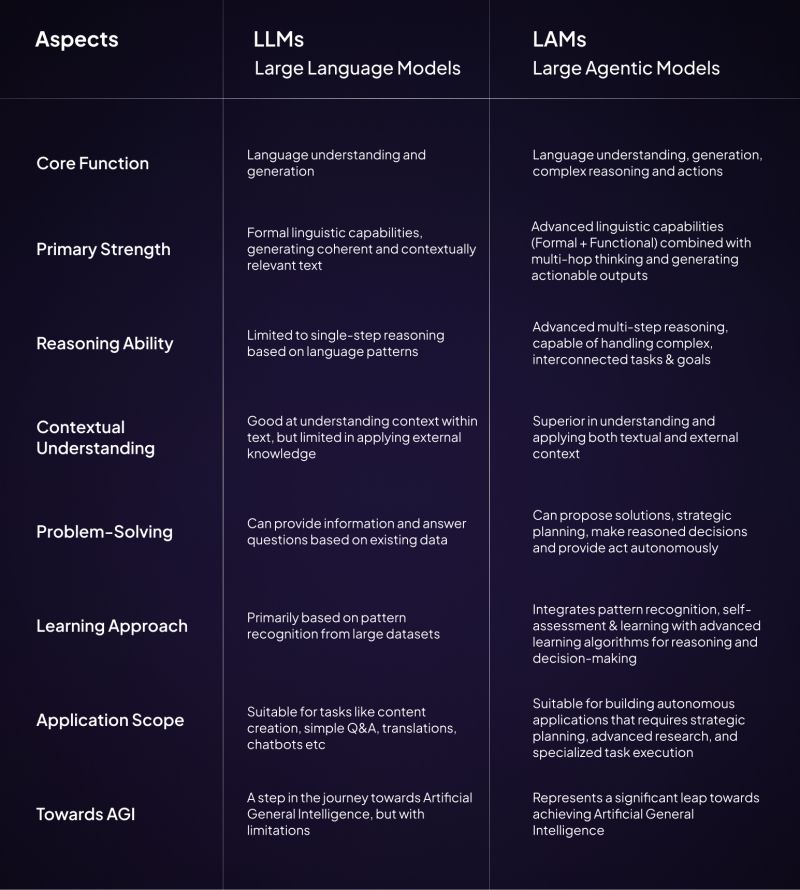 Aspects
LLMs
Large Language Models
LAMs
Large Agentic Models
Core Function
Language understanding and
generation
Language understanding, generation,
complex reasoning and actions
Primary Strength
Formal linguistic capabilities,
generating coherent and contextually
relevant text
Advanced linguistic capabilities
(Formal + Functional) combined with
multi-hop thinking and generating
actionable outputs
Reasoning Ability
Limited to single-step reasoning
based on language patterns
Advanced multi-step reasoning,
capable of handling complex,
interconnected tasks & goals
Contextual
Understanding
Good at understanding context within
text, but limited in applying external
knowledge
Superior in understanding and
applying both textual and external
context
Problem-Solving
Can provide information and answer
questions based on existing data
Can propose solutions, strategic
planning, make reasoned decisions
and provide act autonomously
Learning Approach
Primarily based on pattern
recognition from large datasets
Integrates pattern recognition, self-
assessment & learning with advanced
learning algorithms for reasoning and
decision-making
Application Scope
Suitable for tasks like content
creation, simple Q&A, translations,
chatbots etc
Suitable for building autonomous
applications that requires strategic
planning, advanced research, and
specialized task execution
Towards AGI
A step in the journey towards Artificial
General Intelligence, but with
limitations
Represents a significant leap towards
achieving Artificial General
Intelligence